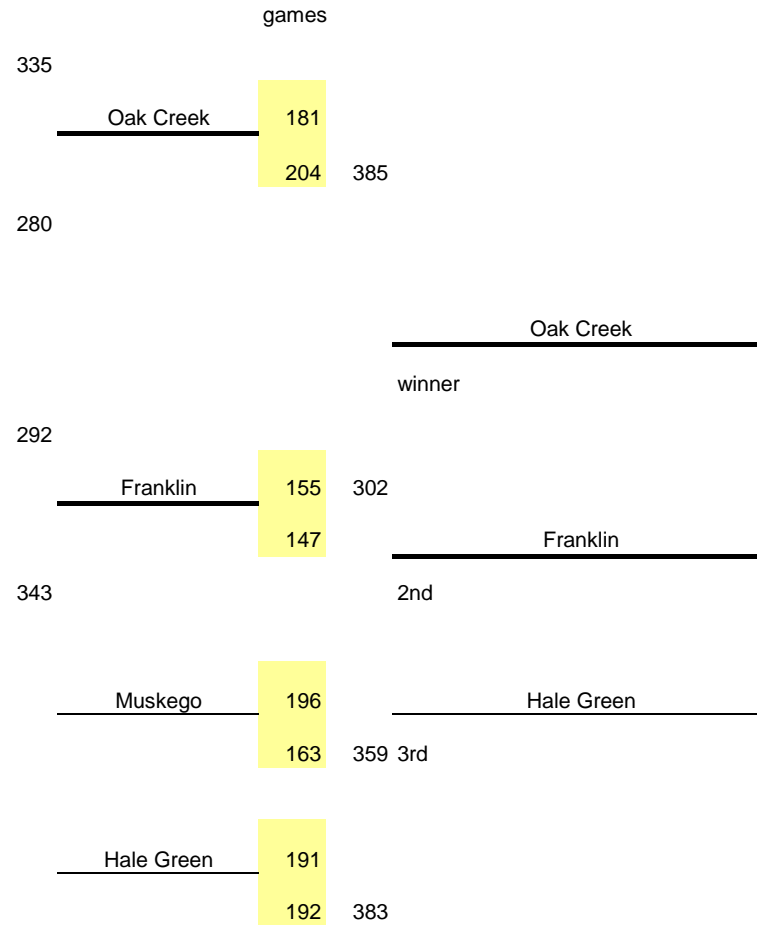 games
335
Oak Creek 181
204 385
280
Oak Creek
winner
292
Franklin 155 302
147 Franklin
343 2nd
Muskego 196 Hale Green
163 359 3rd
Hale Green 191
192 383